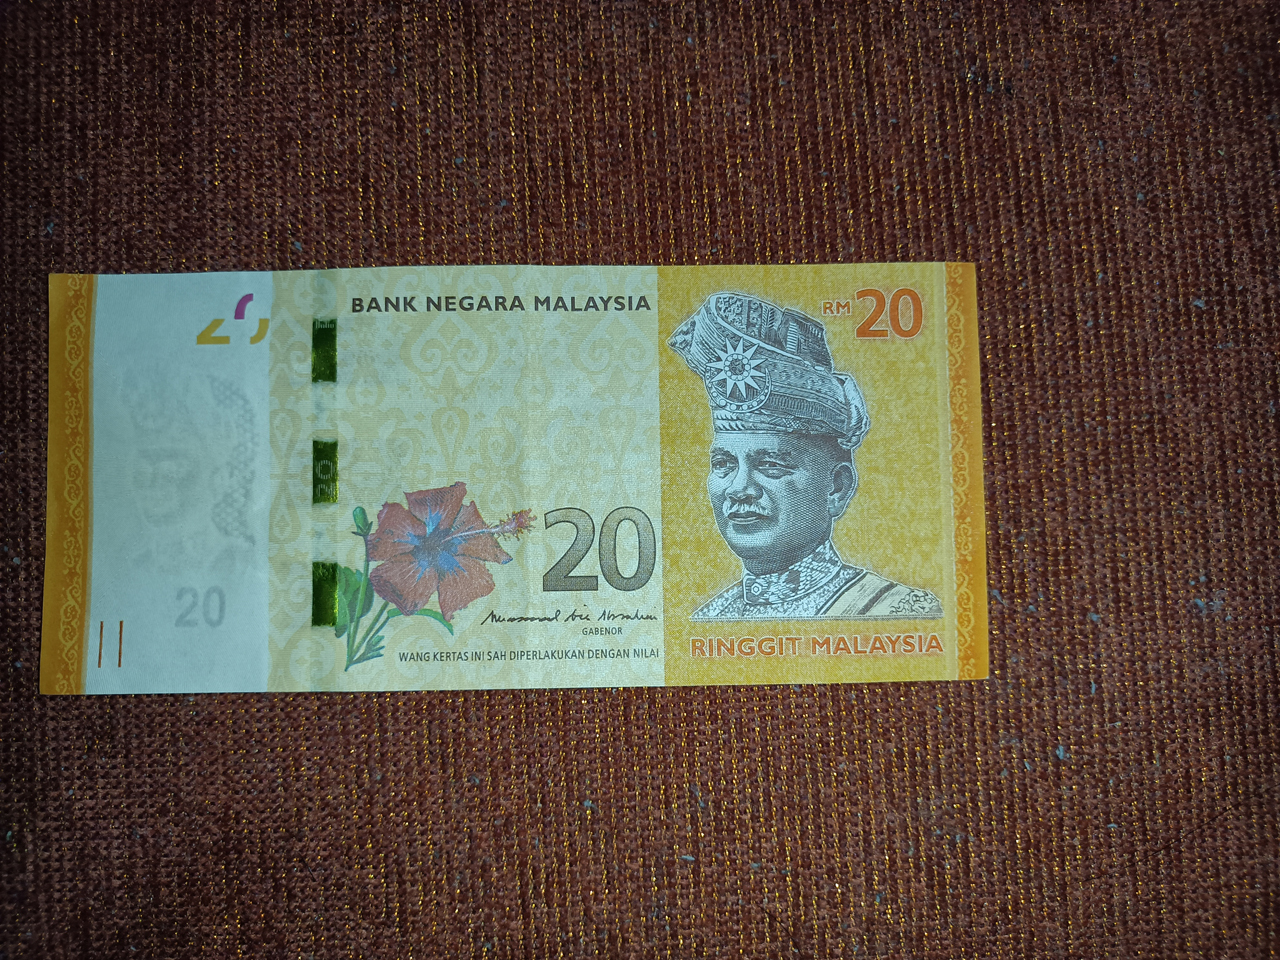 BANK NEGARA MALAYSIA
RM 20
20
20
GABENOR
WANG KERTAS INI SAH DIPERLAKUKAN DENGAN NILAI
RINGGIT MALAYSIA